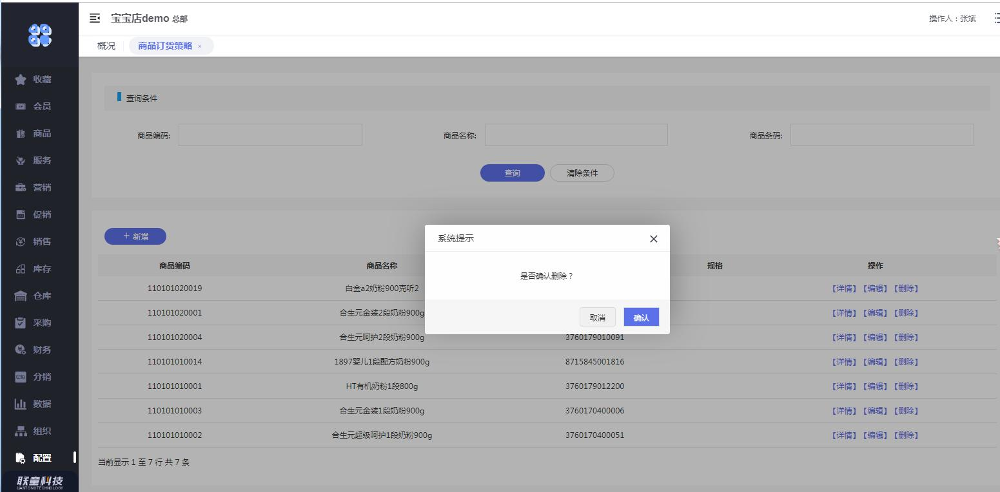 宝宝店demo 总部
操作人：张斌
概况
商品订货策略 ×
收藏
会员
商品
服务
营销
促销
销售
库存
仓库
采购
财务
分销
数据
组织
配置
联童科技
LIANTONGTECHNOLOGY
查询条件
商品编码:
商品名称:
商品条码:
查询
清除条件
+ 新增
商品编码 商品名称 规格 操作
110101020019 白金a2奶粉900克听2 【详情】【编辑】【删除】
110101020001 合生元金装2段奶粉900g 【详情】【编辑】【删除】
110101020004 合生元呵护2段奶粉900g 3760179010091 【详情】【编辑】【删除】
110101010014 1897婴儿1段配方奶粉900g 8715845001816 【详情】【编辑】【删除】
110101010001 HT有机奶粉1段800g 3760179012200 【详情】【编辑】【删除】
110101010003 合生元金装1段奶粉900g 3760170400006 【详情】【编辑】【删除】
110101010002 合生元超级呵护1段奶粉900g 3760170400051 【详情】【编辑】【删除】
当前显示 1 至 7 行 共 7 条
系统提示
是否确认删除？
取消
确认